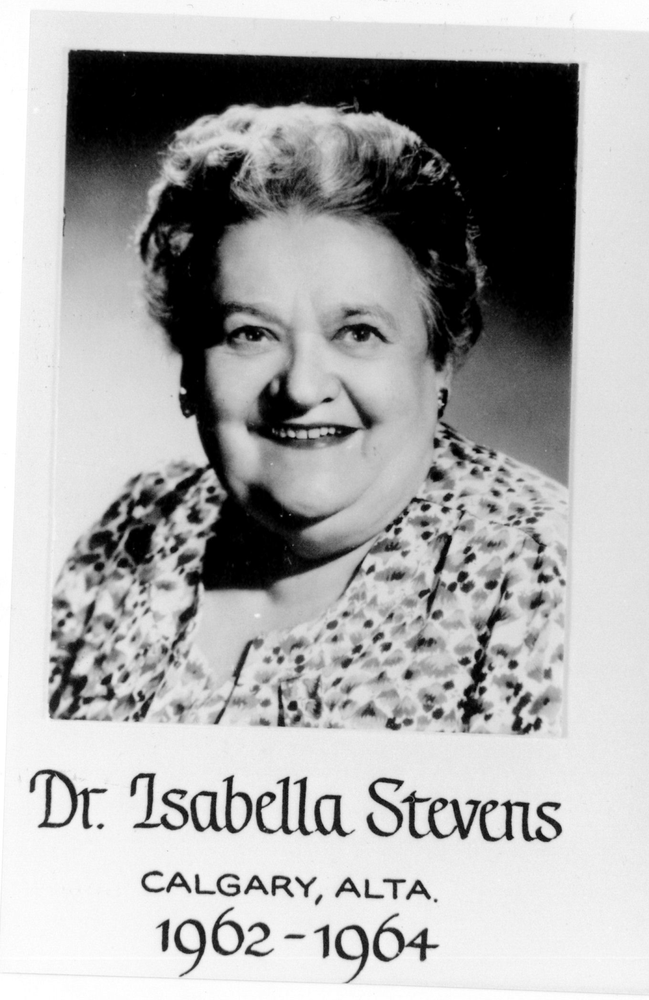 Dr. Isabella Stevens
CALGARY, ALTA.
1962-1964